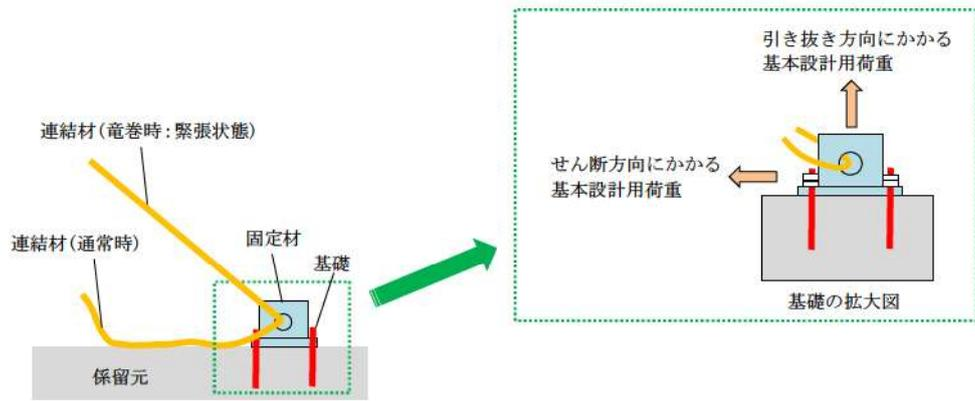 連結材（竜巻時：緊張状態）
連結材（通常時）
固定材
基礎
係留元
引き抜き方向にかかる
基本設計用荷重
せん断方向にかかる
基本設計用荷重
基礎の拡大図